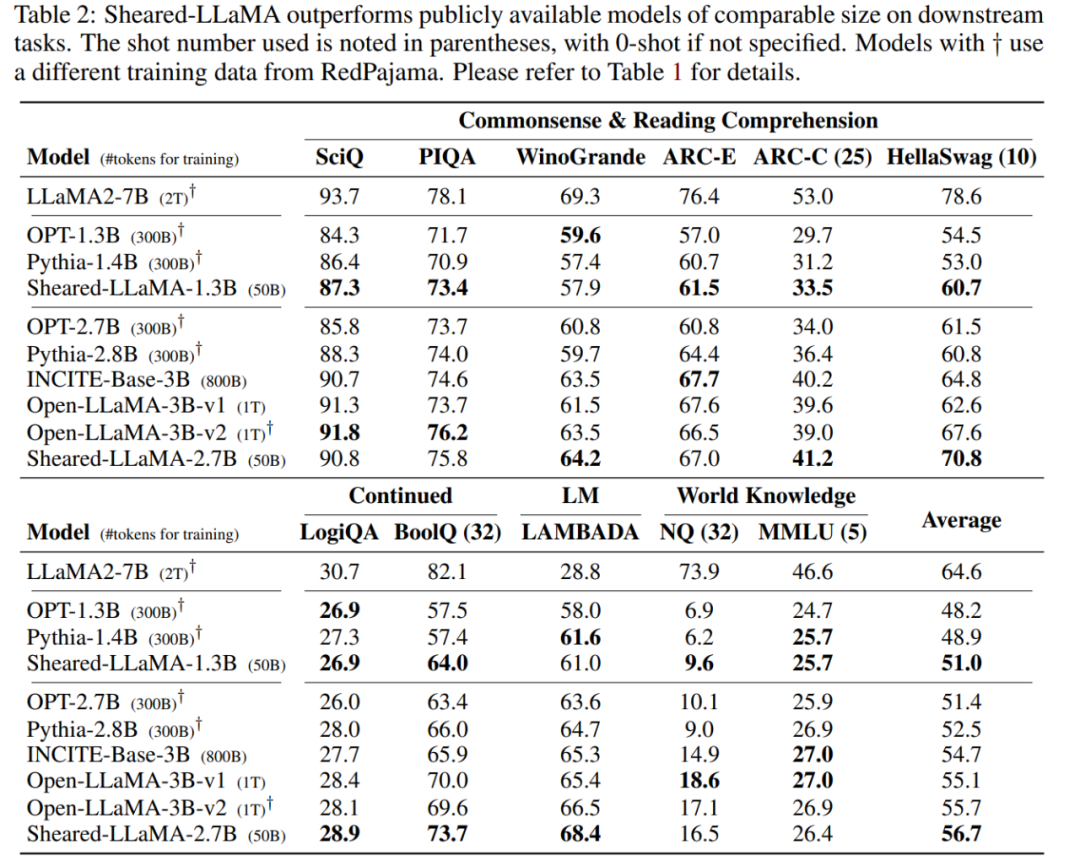 Table 2: Sheared-LLaMA outperforms publicly available models of comparable size on downstream
tasks. The shot number used is noted in parentheses, with 0-shot if not specified. Models with † use
a different training data from RedPajama. Please refer to Table 1 for details.
Commonsense & Reading Comprehension
Model (#tokens for training) SciQ PIQA WinoGrande ARC-E ARC-C (25) HellaSwag (10)
LLaMA2-7B (2T)† 93.7 78.1 69.3 76.4 53.0 78.6
OPT-1.3B (300B)† 84.3 71.7 59.6 57.0 29.7 54.5
Pythia-1.4B (300B)† 86.4 70.9 57.4 60.7 31.2 53.0
Sheared-LLaMA-1.3B (50B) 87.3 73.4 57.9 61.5 33.5 60.7
OPT-2.7B (300B)† 85.8 73.7 60.8 60.8 34.0 61.5
Pythia-2.8B (300B)† 88.3 74.0 59.7 64.4 36.4 60.8
INCITE-Base-3B (800B) 90.7 74.6 63.5 67.7 40.2 64.8
Open-LLaMA-3B-v1 (1T) 91.3 73.7 61.5 67.6 39.6 62.6
Open-LLaMA-3B-v2 (1T)† 91.8 76.2 63.5 66.5 39.0 67.6
Sheared-LLaMA-2.7B (50B) 90.8 75.8 64.2 67.0 41.2 70.8
Continued LM World Knowledge
Model (#tokens for training) LogiQA BoolQ (32) LAMBADA NQ (32) MMLU (5) Average
LLaMA2-7B (2T)† 30.7 82.1 28.8 73.9 46.6 64.6
OPT-1.3B (300B)† 26.9 57.5 58.0 6.9 24.7 48.2
Pythia-1.4B (300B)† 27.3 57.4 61.6 6.2 25.7 48.9
Sheared-LLaMA-1.3B (50B) 26.9 64.0 61.0 9.6 25.7 51.0
OPT-2.7B (300B)† 26.0 63.4 63.6 10.1 25.9 51.4
Pythia-2.8B (300B)† 28.0 66.0 64.7 9.0 26.9 52.5
INCITE-Base-3B (800B) 27.7 65.9 65.3 14.9 27.0 54.7
Open-LLaMA-3B-v1 (1T) 28.4 70.0 65.4 18.6 27.0 55.1
Open-LLaMA-3B-v2 (1T)† 28.1 69.6 66.5 17.1 26.9 55.7
Sheared-LLaMA-2.7B (50B) 28.9 73.7 68.4 16.5 26.4 56.7